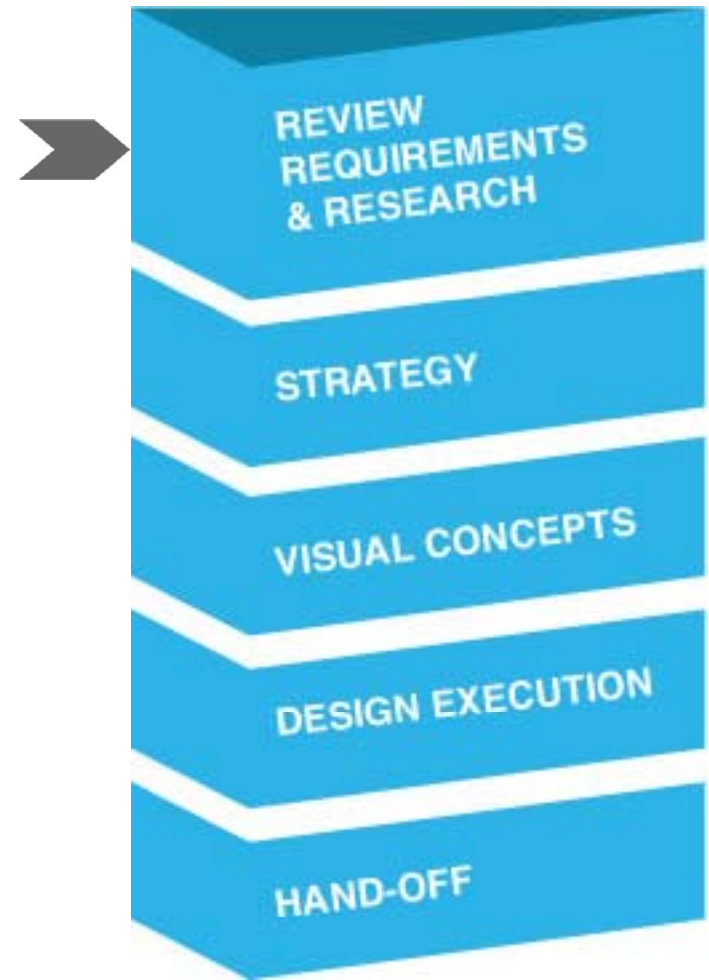 REVIEW
REQUIREMENTS
& RESEARCH
STRATEGY
VISUAL CONCEPTS
DESIGN EXECUTION
HAND-OFF